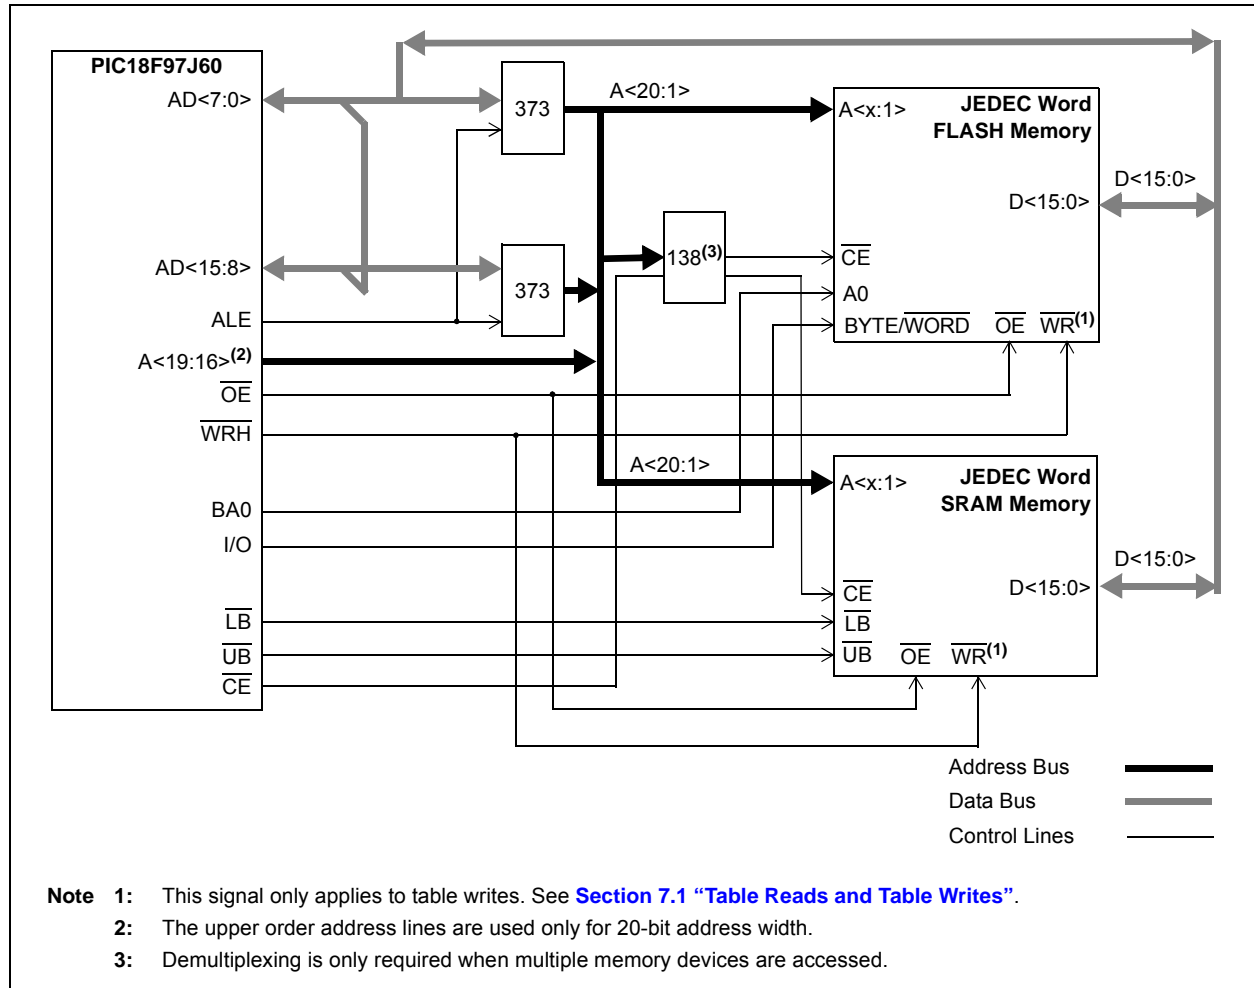 PIC18F97J60
AD<7:0>
373
A<20:1>
A<x:1>
JEDEC Word
FLASH Memory
D<15:0>
D<15:0>
138(3)
CE
A0
BYTE/WORD OE WR(1)
AD<15:8>
373
ALE
A<19:16>(2)
OE
WRH
BA0
I/O
LB
UB
CE
A<20:1>
A<x:1>
JEDEC Word
SRAM Memory
D<15:0>
D<15:0>
CE
LB
UB OE WR(1)
Address Bus
Data Bus
Control Lines
Note 1: This signal only applies to table writes. See Section 7.1 “Table Reads and Table Writes”.
2: The upper order address lines are used only for 20-bit address width.
3: Demultiplexing is only required when multiple memory devices are accessed.